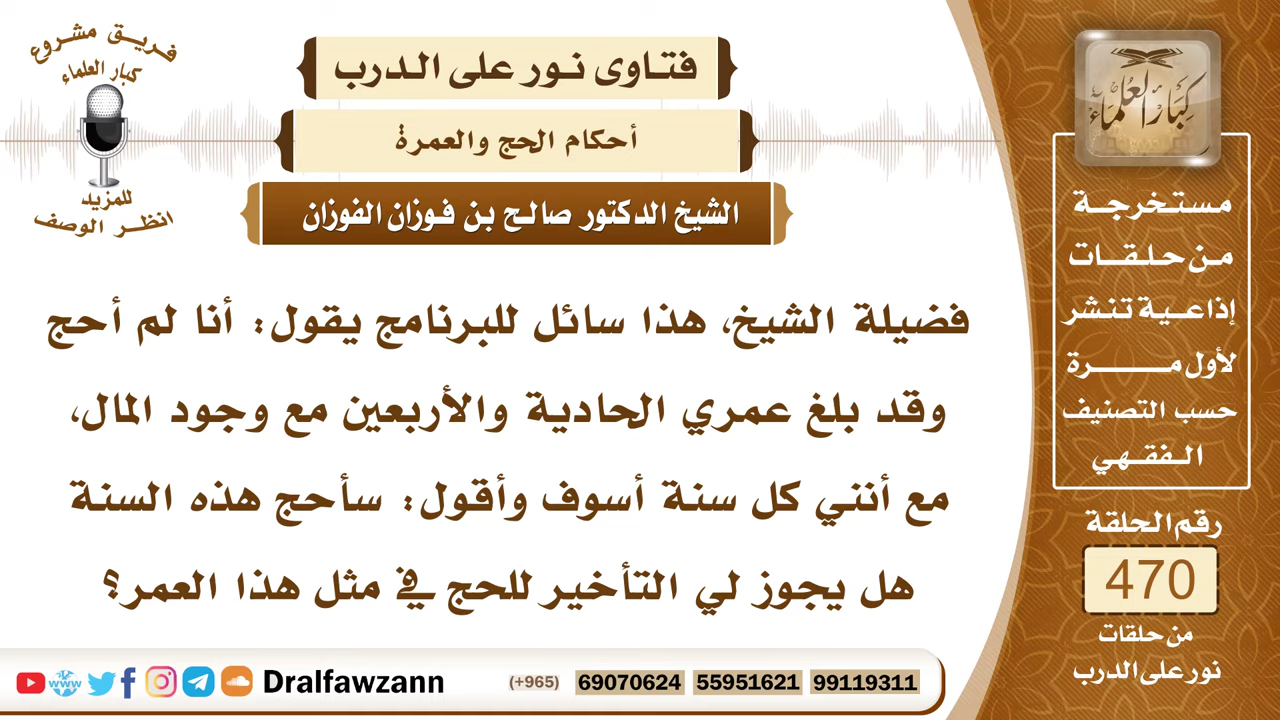 فريق مشروع
كبار العلماء
للمزيد
انظر الوصف
فتاوى نور على الدرب
أحكام الحج والعمرة
الشيخ الدكتور صالح بن فوزان الفوزان
فضيلة الشيخ، هذا سائل للبرنامج يقول: أنا لم أحج
وقد بلغ عمري الحادية والأربعين مع وجود المال،
مع أنني كل سنة أسوف وأقول: سأحج هذه السنة
هل يجوز لي التأخير للحج في مثل هذا العمر؟
كبار العلماء
مستخرجة
من حلقات
إذاعية تنشر
لأول مرة
حسب التصنيف
الفقهي
رقم الحلقة
470
من حلقات
نور على الدرب
www
Dralfawzann
(+965) 69070624 55951621 99119311